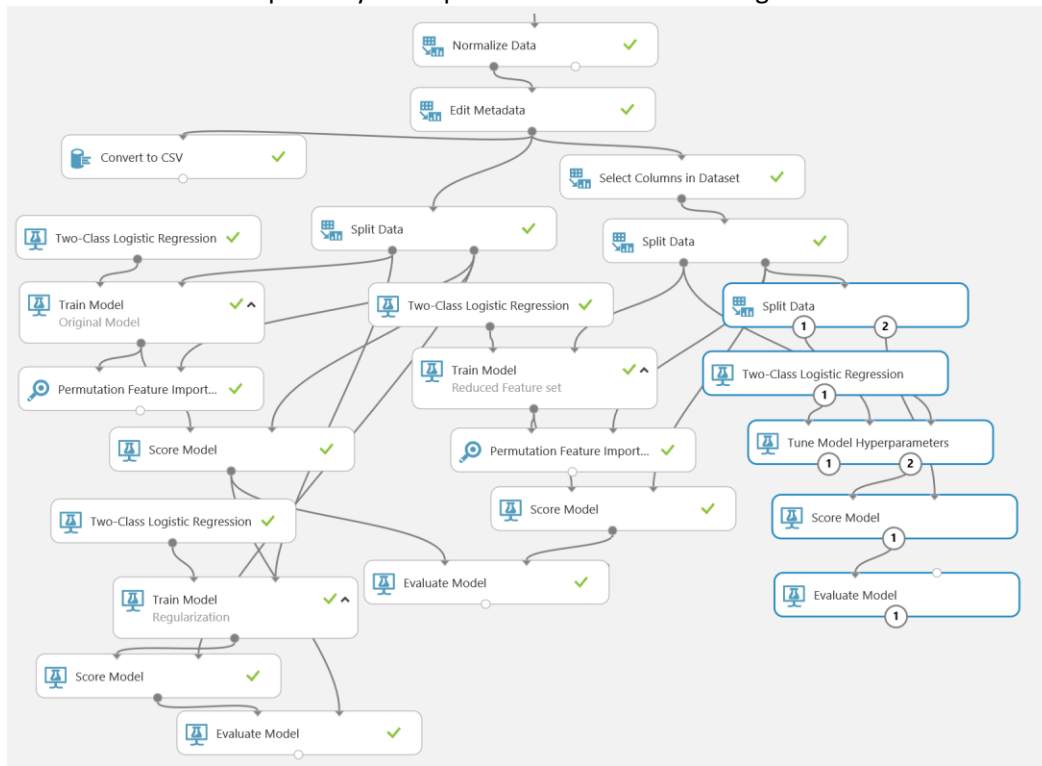 Normalize Data
Edit Metadata
Convert to CSV
Select Columns in Dataset
Split Data
Split Data
Two-Class Logistic Regression
Train Model
Original Model
Two-Class Logistic Regression
Split Data
1
2
Train Model
Reduced Feature set
Two-Class Logistic Regression
1
Permutation Feature Import...
Score Model
Permutation Feature Import...
Tune Model Hyperparameters
1
2
Two-Class Logistic Regression
Score Model
Score Model
1
Train Model
Regularization
Evaluate Model
Evaluate Model
1
Score Model
Evaluate Model